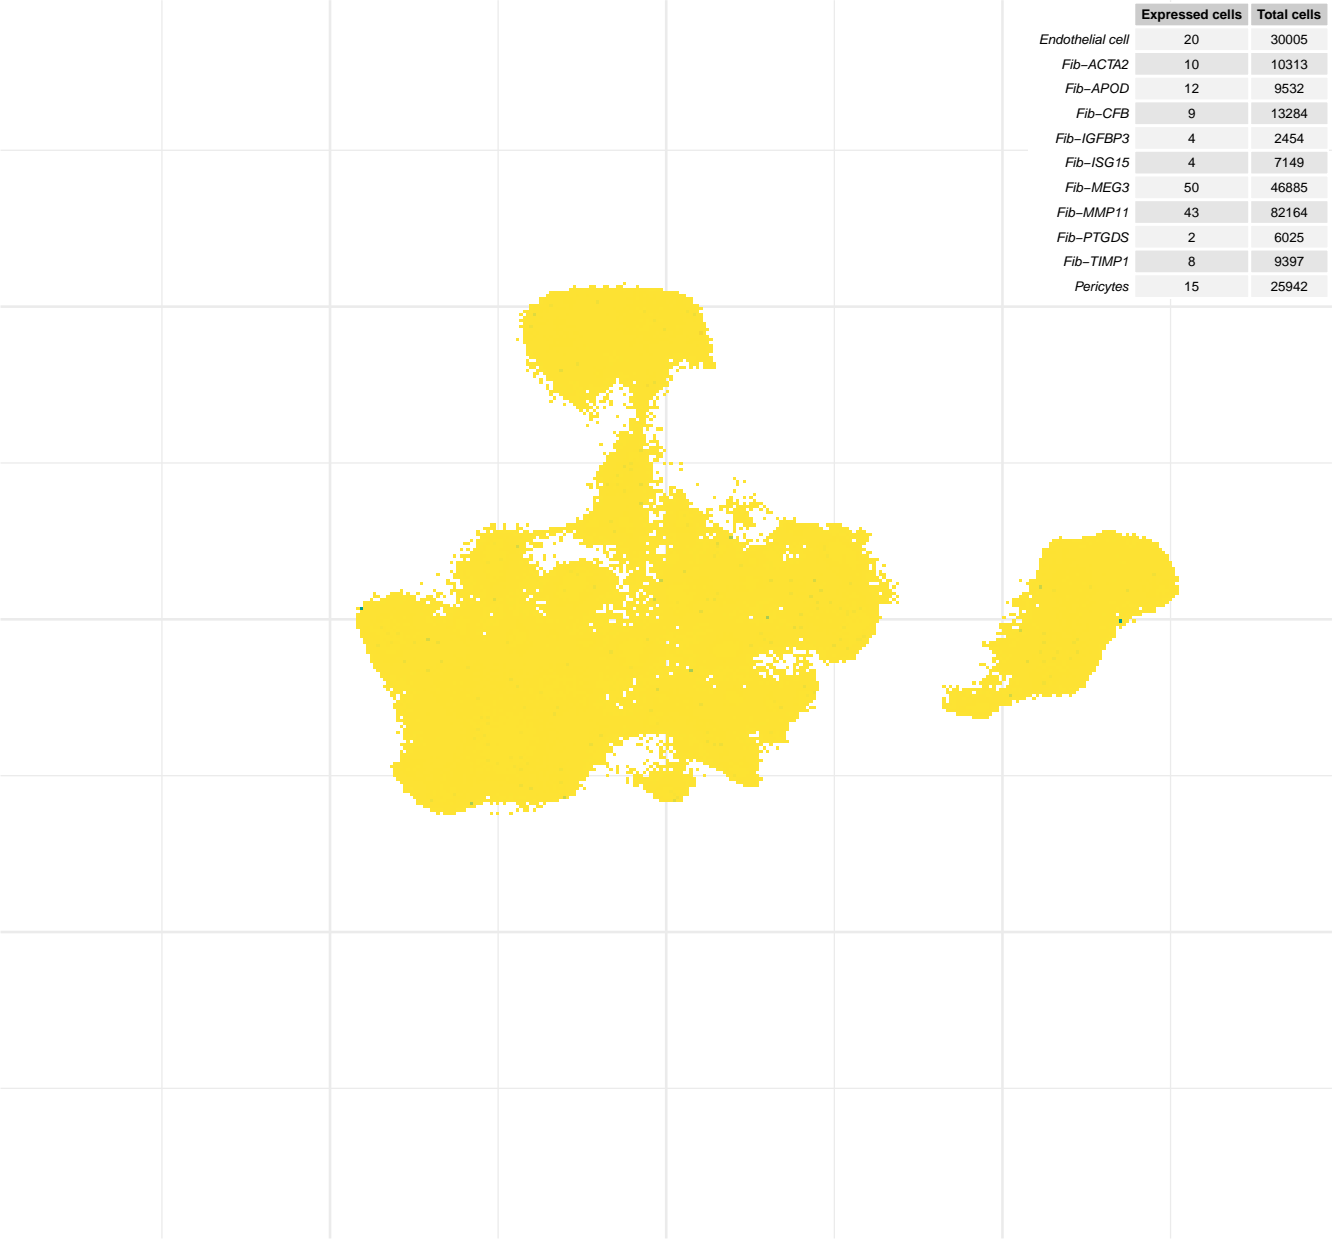 Expressed cells Total cells
Endothelial cell 20 30005
Fib−ACTA2 10 10313
Fib−APOD 12 9532
Fib−CFB 9 13284
Fib−IGFBP3 4 2454
Fib−ISG15 4 7149
Fib−MEG3 50 46885
Fib−MMP11 43 82164
Fib−PTGDS 2 6025
Fib−TIMP1 8 9397
Pericytes 15 25942